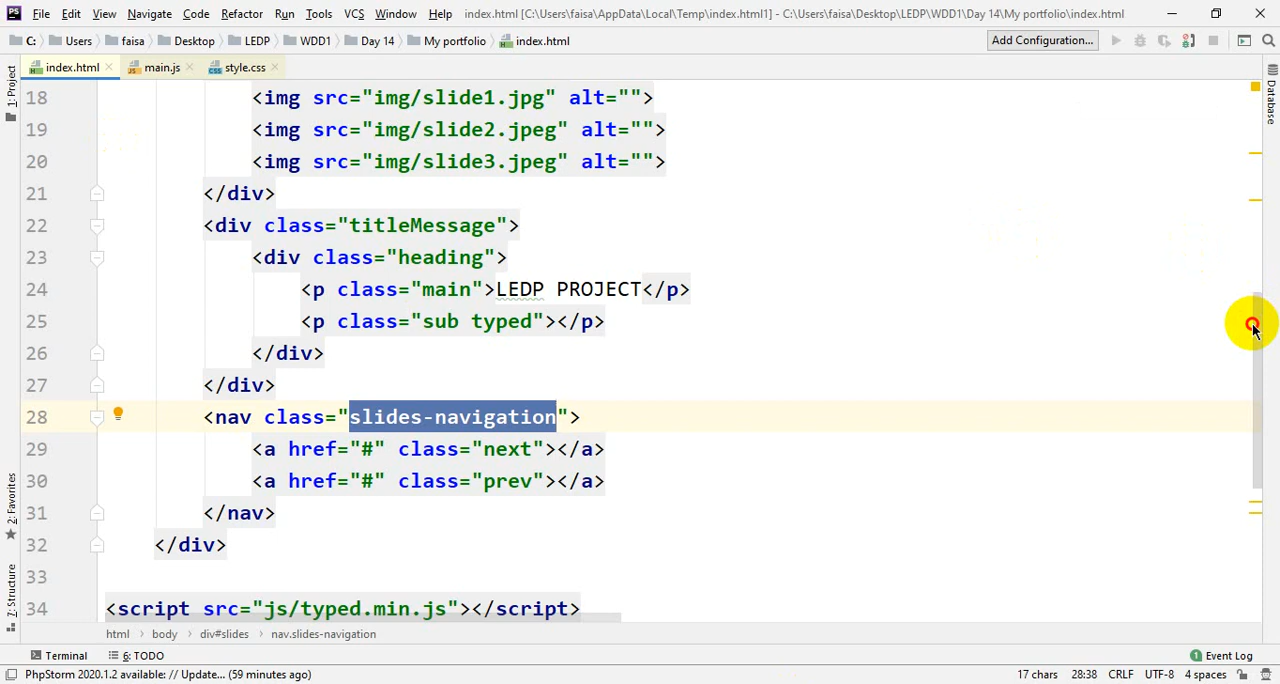 PS File Edit View Navigate Code Refactor Run Tools VCS Window Help index.html [C:\Users\faisa\AppData\Local\Temp\index.html1] - C:\Users\faisa\Desktop\LEDP\WDD1\Day 14\My portfolio\index.html
C: Users faisa Desktop LEDP WDD1 Day 14 My portfolio index.html Add Configuration...
index.html main.js style.css
1: Project
Database
18 <img src="img/slide1.jpg" alt="">
19 <img src="img/slide2.jpeg" alt="">
20 <img src="img/slide3.jpeg" alt="">
21 </div>
22 <div class="titleMessage">
23 <div class="heading">
24 <p class="main">LEDP PROJECT</p>
25 <p class="sub typed"></p>
26 </div>
27 </div>
28 <nav class="slides-navigation">
29 <a href="#" class="next"></a>
30 <a href="#" class="prev"></a>
31 </nav>
32 </div>
33
34 <script src="js/typed.min.js"></script>
2: Favorites
7: Structure
html body div#slides nav.slides-navigation
Terminal 6: TODO 1 Event Log
PhpStorm 2020.1.2 available: // Update... (59 minutes ago) 17 chars 28:38 CRLF UTF-8 4 spaces